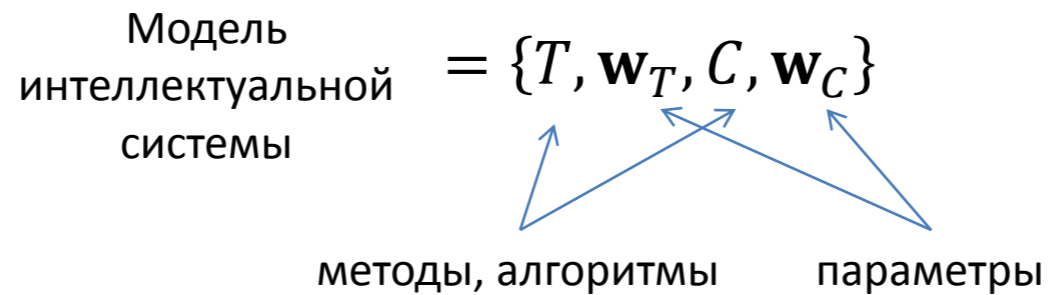 Модель
интеллектуальной
системы
= {T, w_T, C, w_C}
методы, алгоритмы
параметры